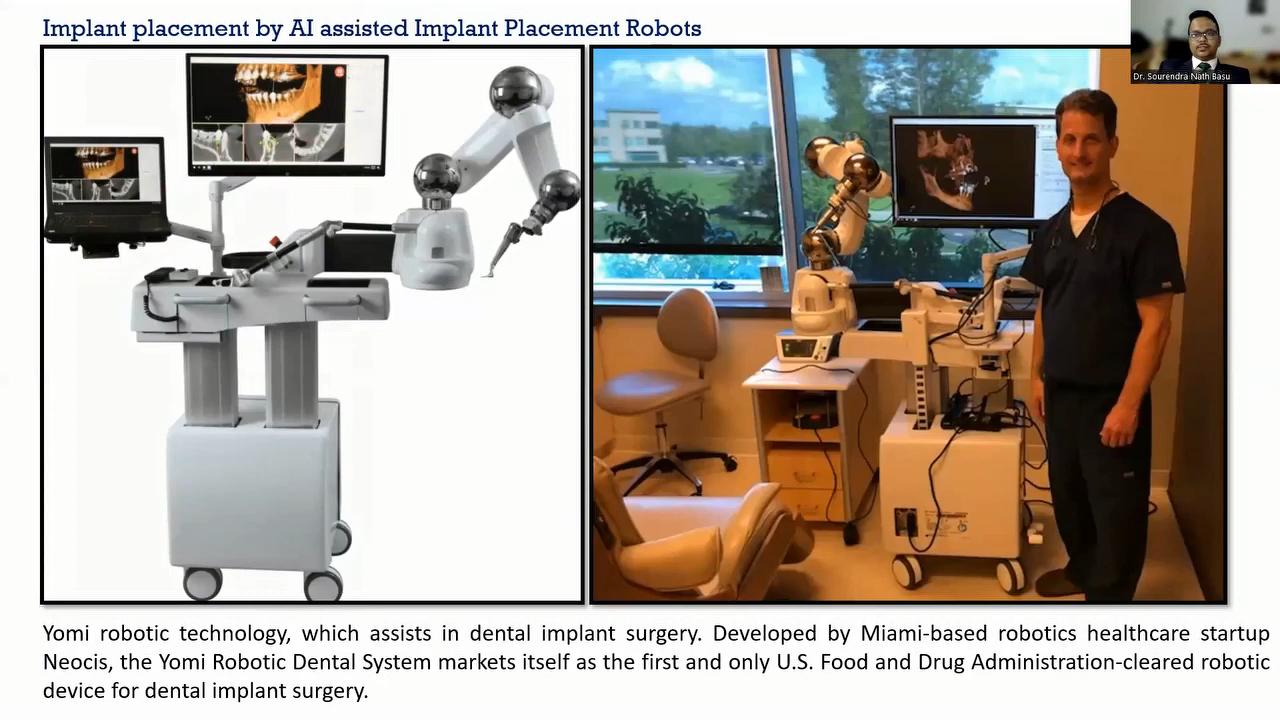 Implant placement by AI assisted Implant Placement Robots
Dr. Sourendra Nath Basu
Yomi robotic technology, which assists in dental implant surgery. Developed by Miami-based robotics healthcare startup
Neocis, the Yomi Robotic Dental System markets itself as the first and only U.S. Food and Drug Administration-cleared robotic
device for dental implant surgery.